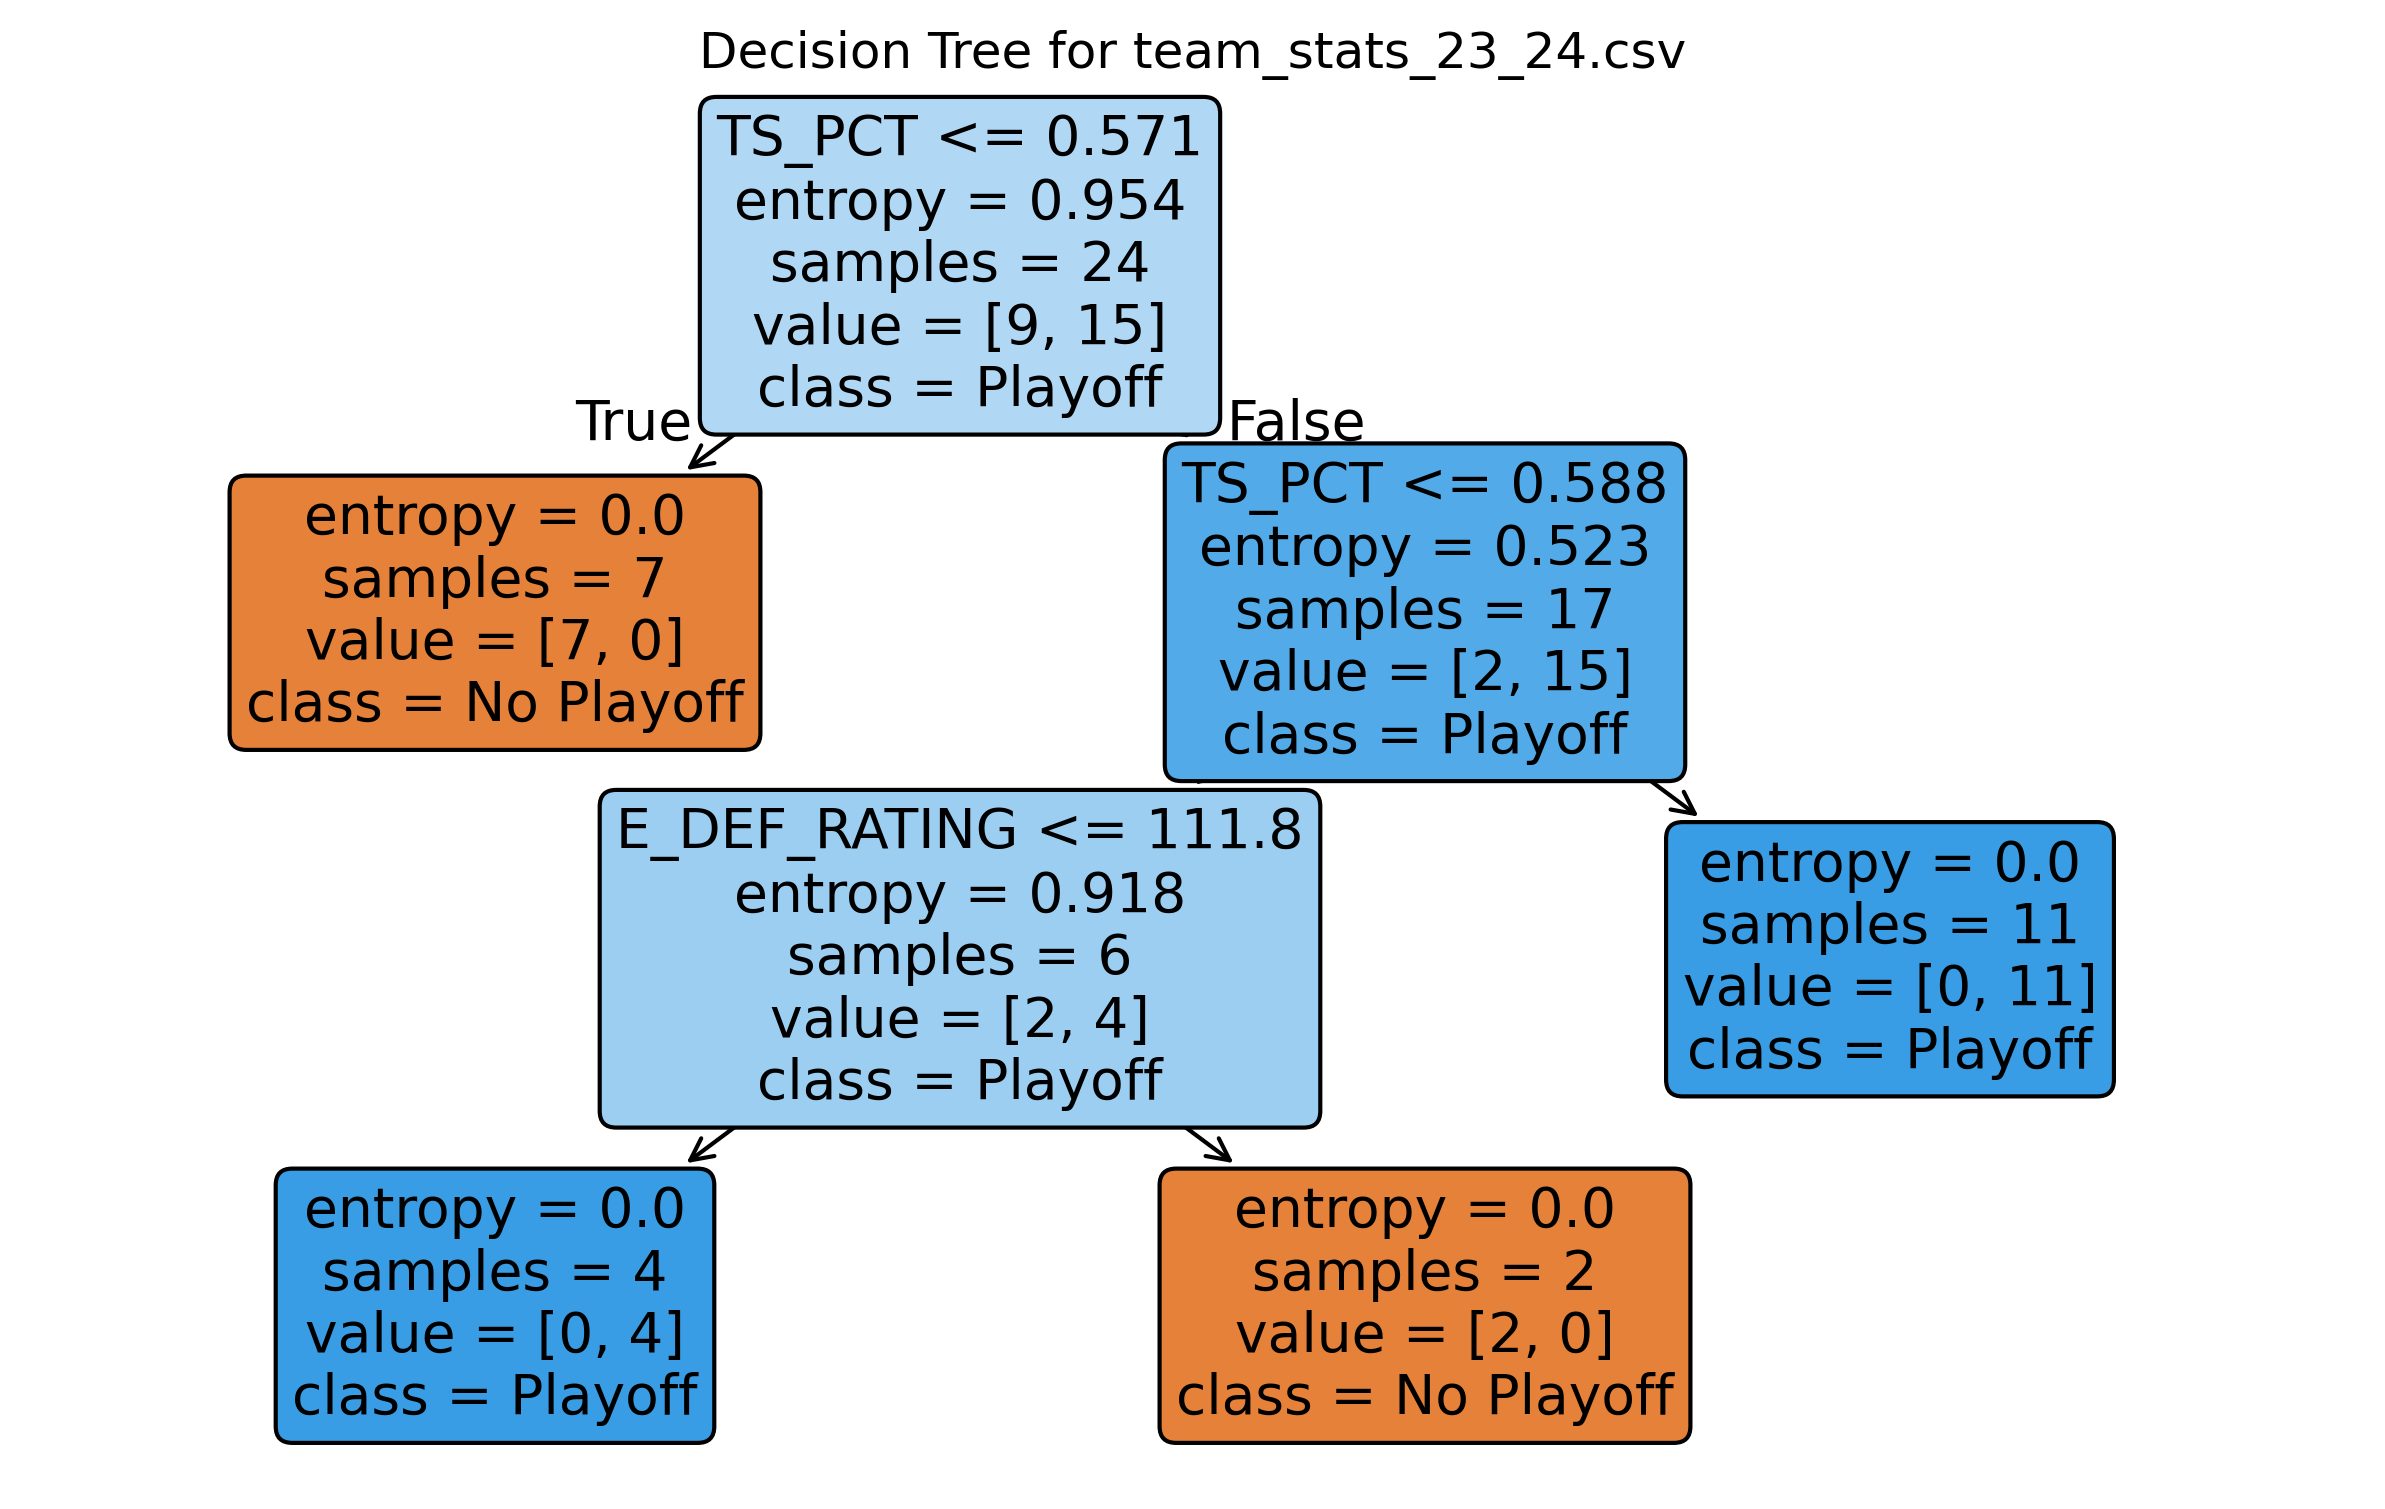 Decision Tree for team_stats_23_24.csv
TS_PCT <= 0.571
entropy = 0.954
samples = 24
value = [9, 15]
class = Playoff
True
False
entropy = 0.0
samples = 7
value = [7, 0]
class = No Playoff
TS_PCT <= 0.588
entropy = 0.523
samples = 17
value = [2, 15]
class = Playoff
E_DEF_RATING <= 111.8
entropy = 0.918
samples = 6
value = [2, 4]
class = Playoff
entropy = 0.0
samples = 11
value = [0, 11]
class = Playoff
entropy = 0.0
samples = 4
value = [0, 4]
class = Playoff
entropy = 0.0
samples = 2
value = [2, 0]
class = No Playoff